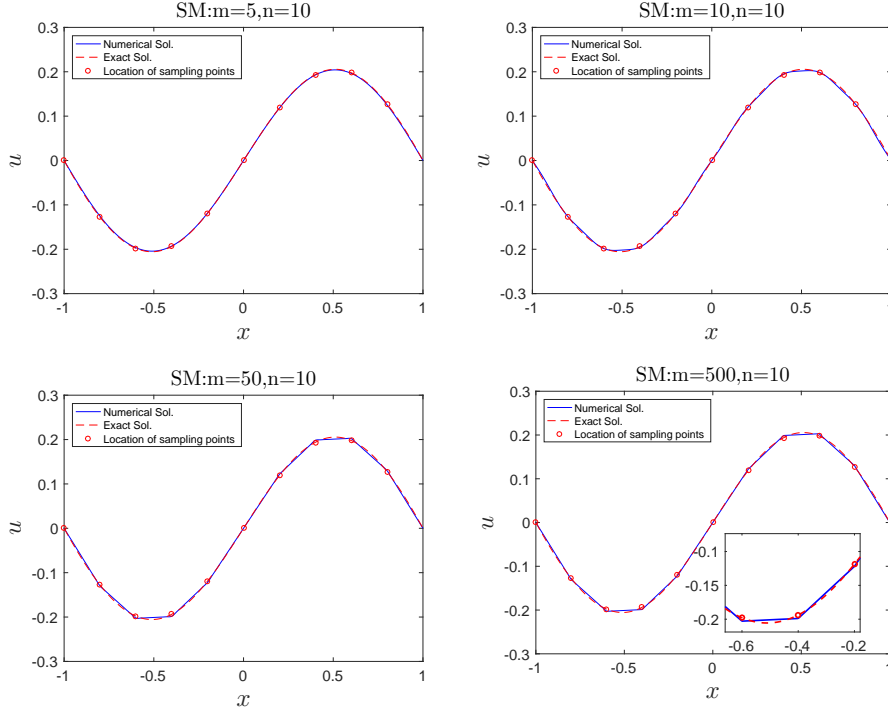 SM:m=5,n=10
0.3
0.2
0.1
0
-0.1
-0.2
-0.3
u
Numerical Sol.
Exact Sol.
Location of sampling points
-1
-0.5
0
0.5
1
x
SM:m=10,n=10
0.3
0.2
0.1
0
-0.1
-0.2
-0.3
u
Numerical Sol.
Exact Sol.
Location of sampling points
-1
-0.5
0
0.5
1
x
SM:m=50,n=10
0.3
0.2
0.1
0
-0.1
-0.2
-0.3
u
Numerical Sol.
Exact Sol.
Location of sampling points
-1
-0.5
0
0.5
1
x
SM:m=500,n=10
0.3
0.2
0.1
0
-0.1
-0.2
-0.3
u
Numerical Sol.
Exact Sol.
Location of sampling points
-0.1
-0.15
-0.2
-0.6
-0.4
-0.2
-1
-0.5
0
0.5
1
x